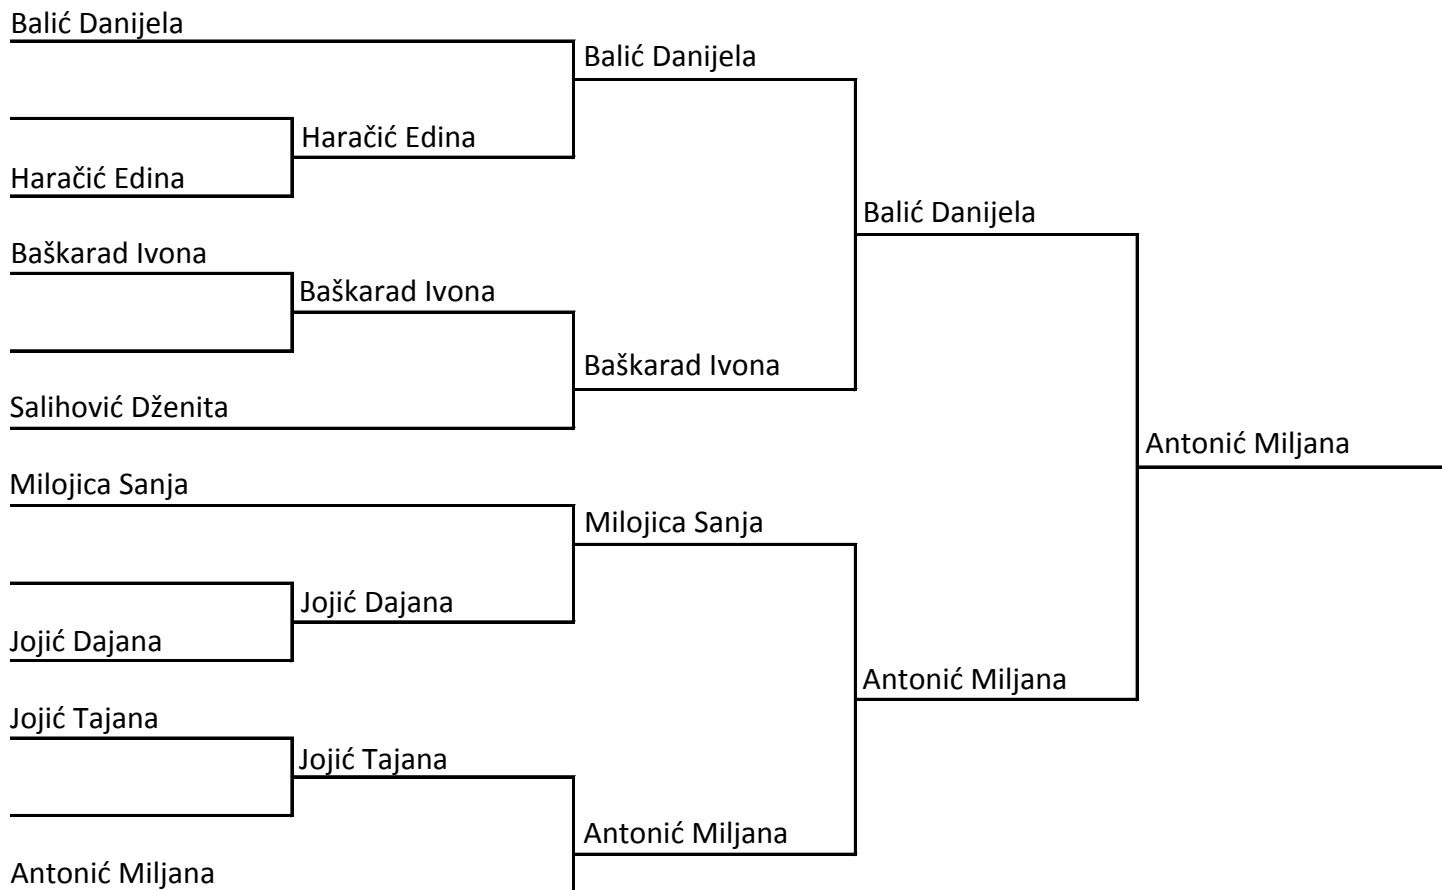 Balić Danijela
Balić Danijela
Haračić Edina
Haračić Edina
Balić Danijela
Baškarad Ivona
Baškarad Ivona
Baškarad Ivona
Salihović Dženita
Antonić Miljana
Milojica Sanja
Milojica Sanja
Jojić Dajana
Jojić Dajana
Antonić Miljana
Jojić Tajana
Jojić Tajana
Antonić Miljana
Antonić Miljana